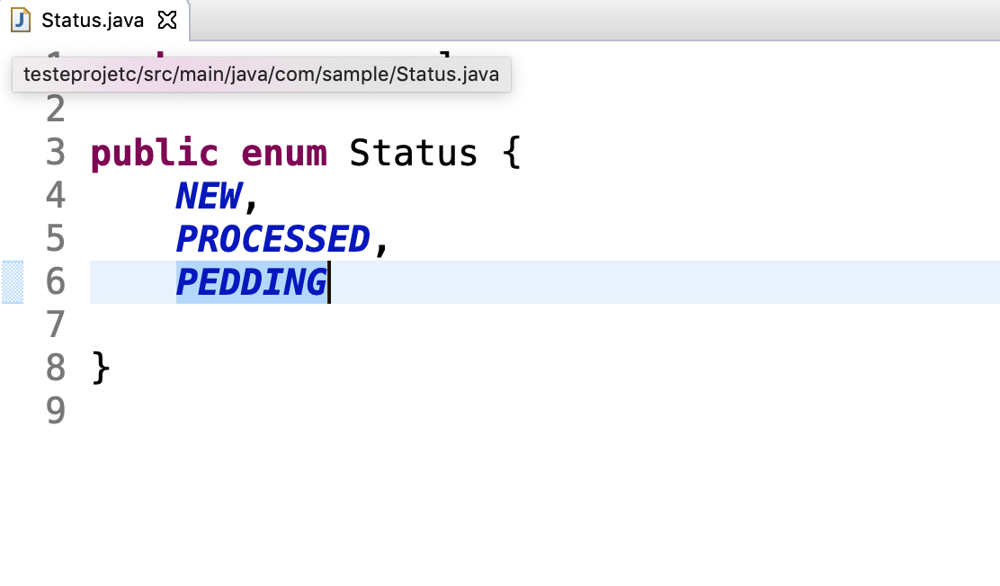 Status.java
testeprojetc/src/main/java/com/sample/Status.java
2
3 public enum Status {
4 NEW,
5 PROCESSED,
6 PEDDING
7
8 }
9